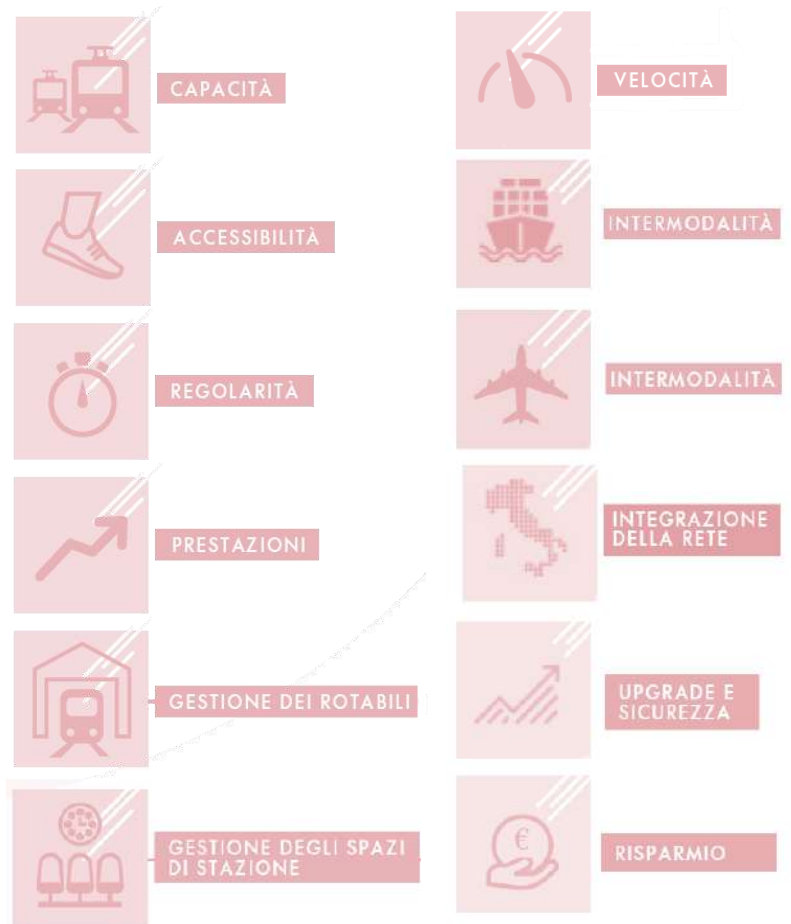 CAPACITÀ
ACCESSIBILITÀ
REGOLARITÀ
PRESTAZIONI
GESTIONE DEI ROTABILI
GESTIONE DEGLI SPAZI
DI STAZIONE
VELOCITÀ
INTERMODALITÀ
INTERMODALITÀ
INTEGRAZIONE
DELLA RETE
UPGRADE E
SICUREZZA
€
RISPARMIO